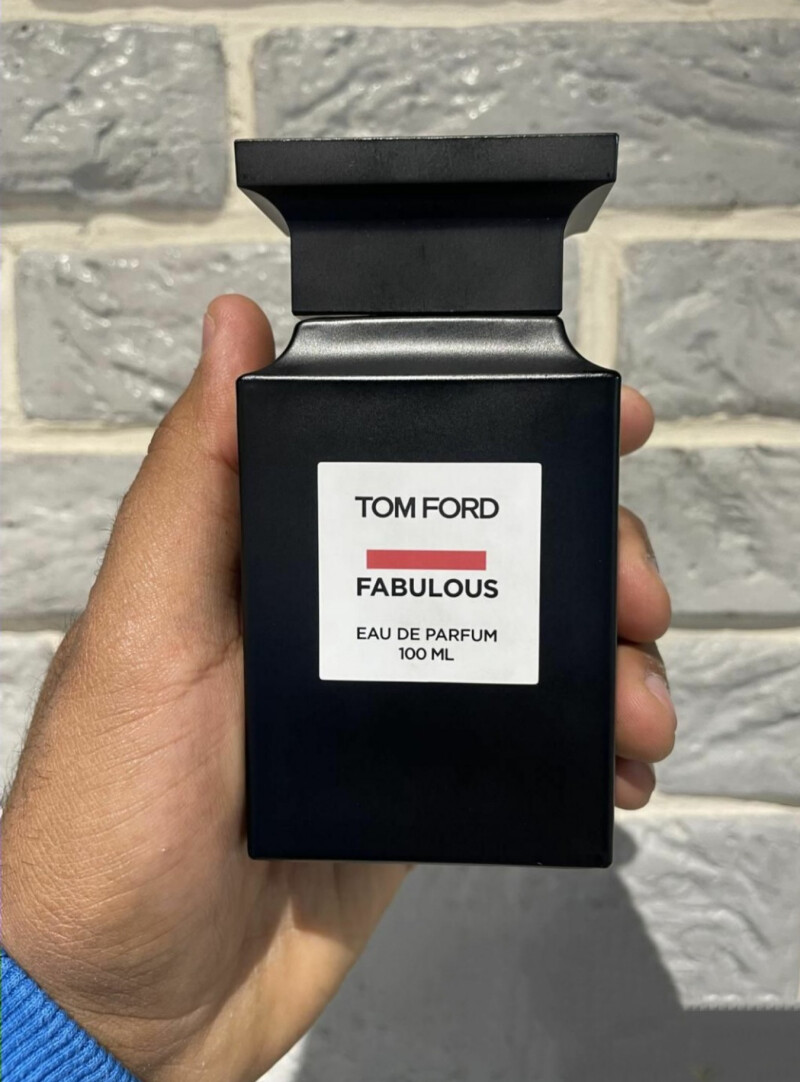 TOM FORD
FABULOUS
EAU DE PARFUM
100 ML